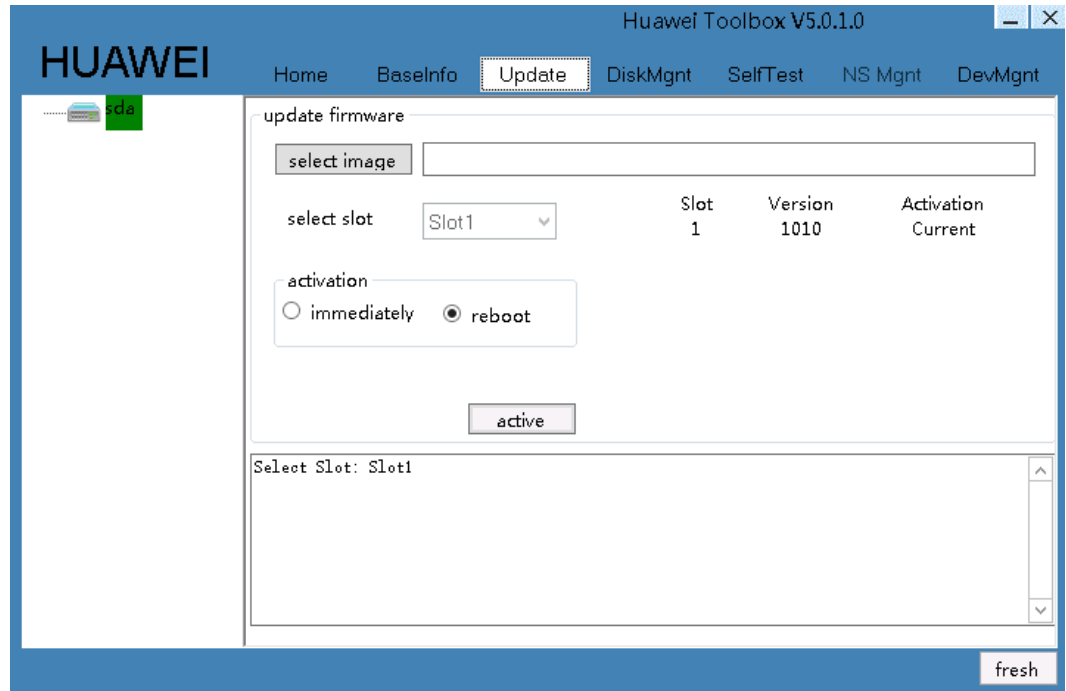 Huawei Toolbox V5.0.1.0
HUAWEI
Home BaseInfo Update DiskMgnt SelfTest NS Mgnt DevMgnt
sda
update firmware
select image
select slot Slot1
Slot Version Activation
1 1010 Current
activation
immediately reboot
active
Select Slot: Slot1
fresh